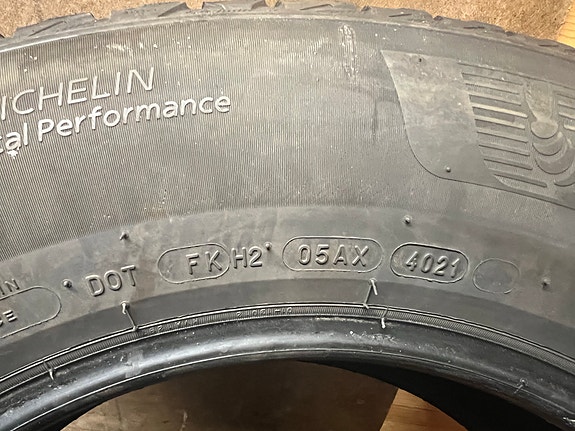 ICHELIN
al Performance
DOT FK H2 05AX 4021